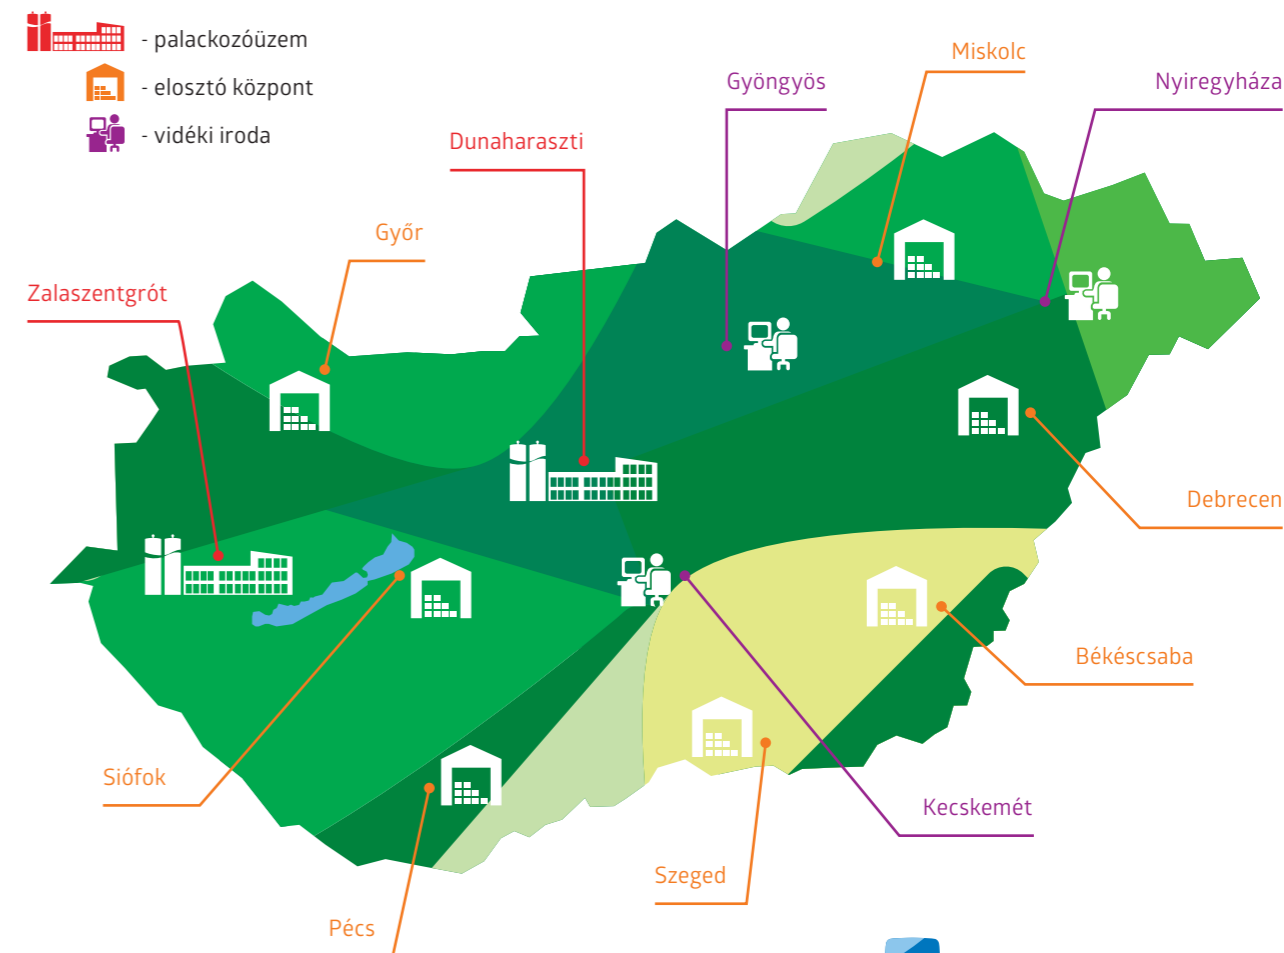 - palackozóüzem
- elosztó központ
- vidéki iroda
Miskolc
Gyöngyös
Nyiregyháza
Dunaharaszti
Győr
Zalaszentgrót
Debrecen
Békéscsaba
Siófok
Kecskemét
Szeged
Pécs